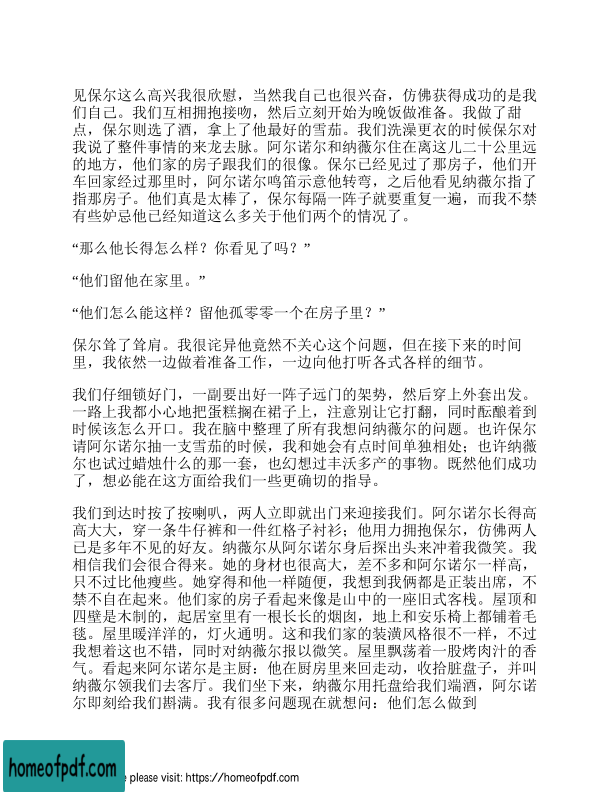 见保尔这么高兴我很欣慰，当然我自己也很兴奋，仿佛获得成功的是我
们自己。我们互相拥抱接吻，然后立刻开始为晚饭做准备。我做了甜
点，保尔则选了酒，拿上了他最好的雪茄。我们洗澡更衣的时候保尔对
我说了整件事情的来龙去脉。阿尔诺尔和纳薇尔住在离这儿二十公里远
的地方，他们家的房子跟我们的很像。保尔已经见过了那房子，他们开
车回家经过那里时，阿尔诺尔鸣笛示意他转弯，之后他看见纳薇尔指了
指那房子。他们真是太棒了，保尔每隔一阵子就要重复一遍，而我不禁
有些妒忌他已经知道这么多关于他们两个的情况了。
“那么他长得怎么样？你看见了吗？”
“他们留他在家里。”
“他们怎么能这样？留他孤零零一个在房子里？”
保尔耸了耸肩。我很诧异他竟然不关心这个问题，但在接下来的时间
里，我依然一边做着准备工作，一边向他打听各式各样的细节。
我们仔细锁好门，一副要出好一阵子远门的架势，然后穿上外套出发。
一路上我都小心地把蛋糕搁在裙子上，注意别让它打翻，同时酝酿着到
时候该怎么开口。我在脑中整理了所有我想问纳薇尔的问题。也许保尔
请阿尔诺尔抽一支雪茄的时候，我和她会有点时间单独相处；也许纳薇
尔也试过蜡烛什么的那一套，也幻想过丰沃多产的事物。既然他们成功
了，想必能在这方面给我们一些更确切的指导。
我们到达时按了按喇叭，两人立即就出门来迎接我们。阿尔诺尔长得高
高大大，穿一条牛仔裤和一件红格子衬衫；他用力拥抱保尔，仿佛两人
已是多年不见的好友。纳薇尔从阿尔诺尔身后探出头来冲着我微笑。我
相信我们会很合得来。她的身材也很高大，差不多和阿尔诺尔一样高，
只不过比他瘦些。她穿得和他一样随便，我想到我俩都是正装出席，不
禁不自在起来。他们家的房子看起来像是山中的一座旧式客栈。屋顶和
四壁是木制的，起居室里有一根长长的烟囱，地上和安乐椅上都铺着毛
毯。屋里暖洋洋的，灯火通明。这和我们家的装潢风格很不一样，不过
我想着这也不错，同时对纳薇尔报以微笑。屋里飘荡着一股烤肉汁的香
气。看起来阿尔诺尔是主厨：他在厨房里来回走动，收拾脏盘子，并叫
纳薇尔领我们去客厅。我们坐下来，纳薇尔用托盘给我们端酒，阿尔诺
尔即刻给我们斟满。我有很多问题现在就想问：他们怎么做到
homeofpdf.com
e please visit: https://homeofpdf.com